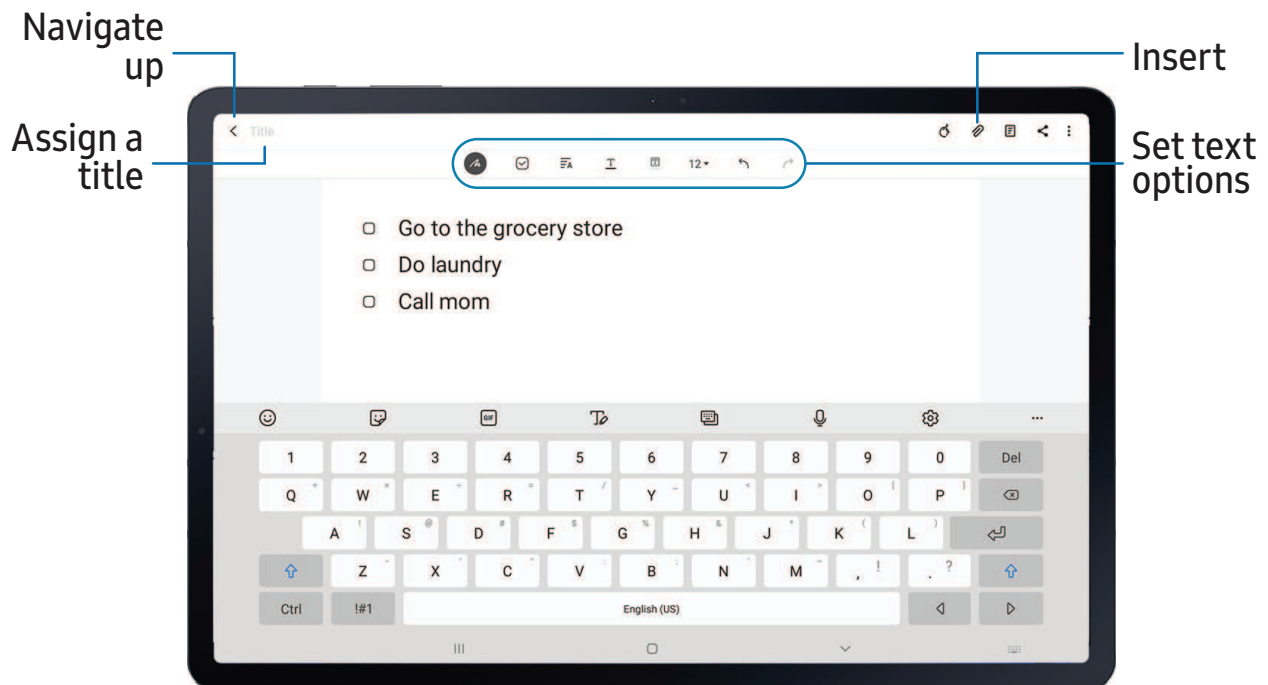 Navigate
up
Insert
Assign a
title
Title
12
Set text
options
Go to the grocery store
Do laundry
Call mom
GIF
1 2 3 4 5 6 7 8 9 0 Del
Q W E R T Y U I O P
A ! S @ D # F $ G % H & J * K ( L )
Z X C V B N M , ! . ?
Ctrl !#1 English (US)